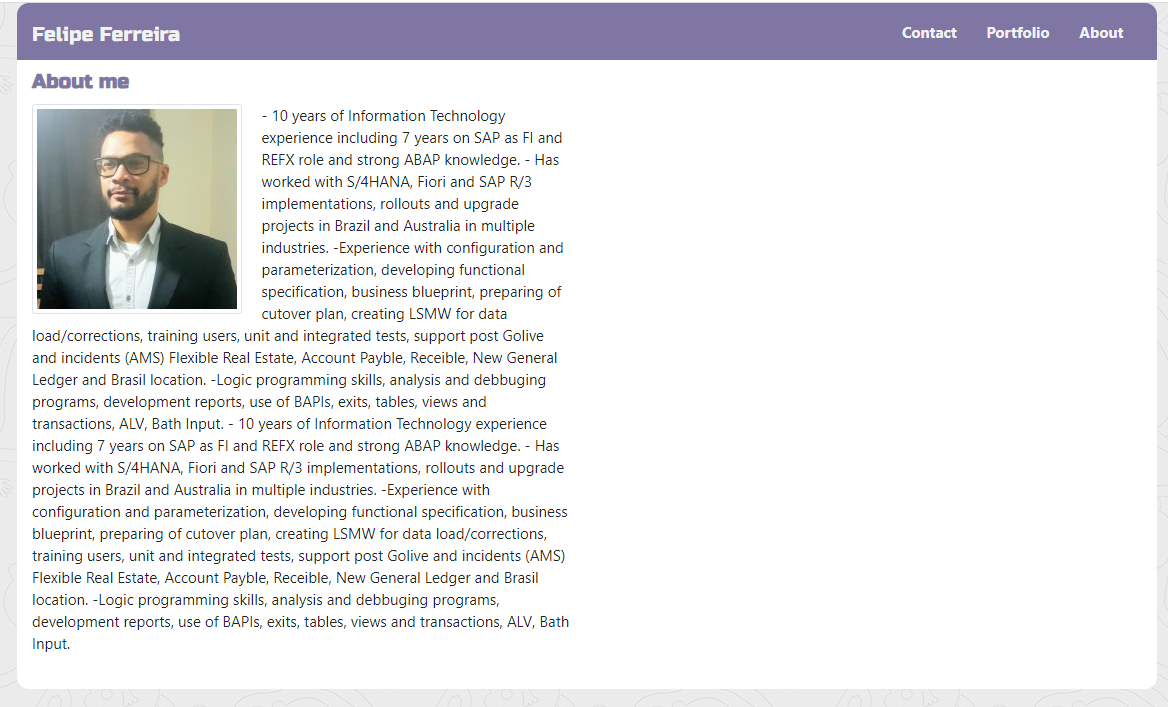 Felipe Ferreira
Contact Portfolio About
About me
- 10 years of Information Technology
experience including 7 years on SAP as FI and
REFX role and strong ABAP knowledge. - Has
worked with S/4HANA, Fiori and SAP R/3
implementations, rollouts and upgrade
projects in Brazil and Australia in multiple
industries. -Experience with configuration and
parameterization, developing functional
specification, business blueprint, preparing of
cutover plan, creating LSMW for data
load/corrections, training users, unit and integrated tests, support post Golive
and incidents (AMS) Flexible Real Estate, Account Payble, Receible, New General
Ledger and Brasil location. -Logic programming skills, analysis and debbuging
programs, development reports, use of BAPIs, exits, tables, views and
transactions, ALV, Bath Input. - 10 years of Information Technology experience
including 7 years on SAP as FI and REFX role and strong ABAP knowledge. - Has
worked with S/4HANA, Fiori and SAP R/3 implementations, rollouts and upgrade
projects in Brazil and Australia in multiple industries. -Experience with
configuration and parameterization, developing functional specification, business
blueprint, preparing of cutover plan, creating LSMW for data load/corrections,
training users, unit and integrated tests, support post Golive and incidents (AMS)
Flexible Real Estate, Account Payble, Receible, New General Ledger and Brasil
location. -Logic programming skills, analysis and debbuging programs,
development reports, use of BAPIs, exits, tables, views and transactions, ALV, Bath
Input.